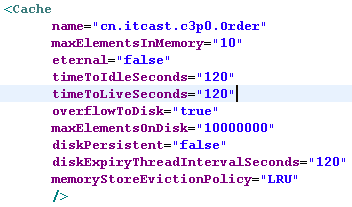 <Cache
name="cn.itcast.c3p0.Order"
maxElementsInMemory="10"
eternal="false"
timeToIdleSeconds="120"
timeToLiveSeconds="120"
overflowToDisk="true"
maxElementsOnDisk="10000000"
diskPersistent="false"
diskExpiryThreadIntervalSeconds="120"
memoryStoreEvictionPolicy="LRU"
/>